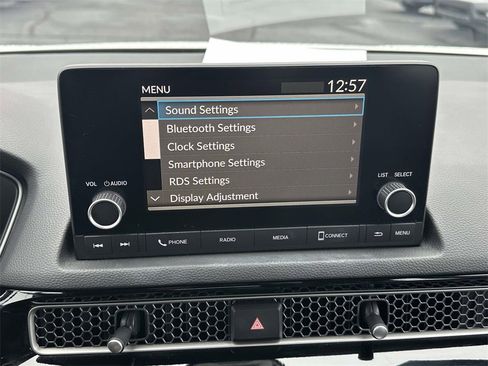 MENU 12:57
Sound Settings
Bluetooth Settings
Clock Settings
Smartphone Settings
RDS Settings
Display Adjustment
VOL AUDIO
LIST SELECT
PHONE RADIO MEDIA CONNECT MENU